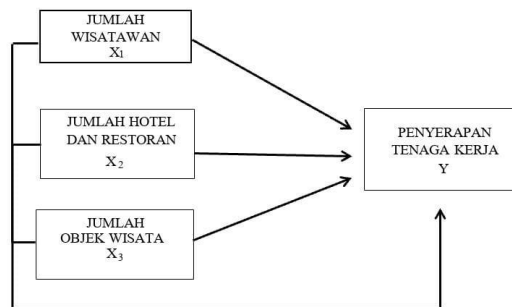 JUMLAH
WISATAWAN
X1
JUMLAH HOTEL
DAN RESTORAN
X2
JUMLAH
OBJEK WISATA
X3
PENYERAPAN
TENAGA KERJA
Y